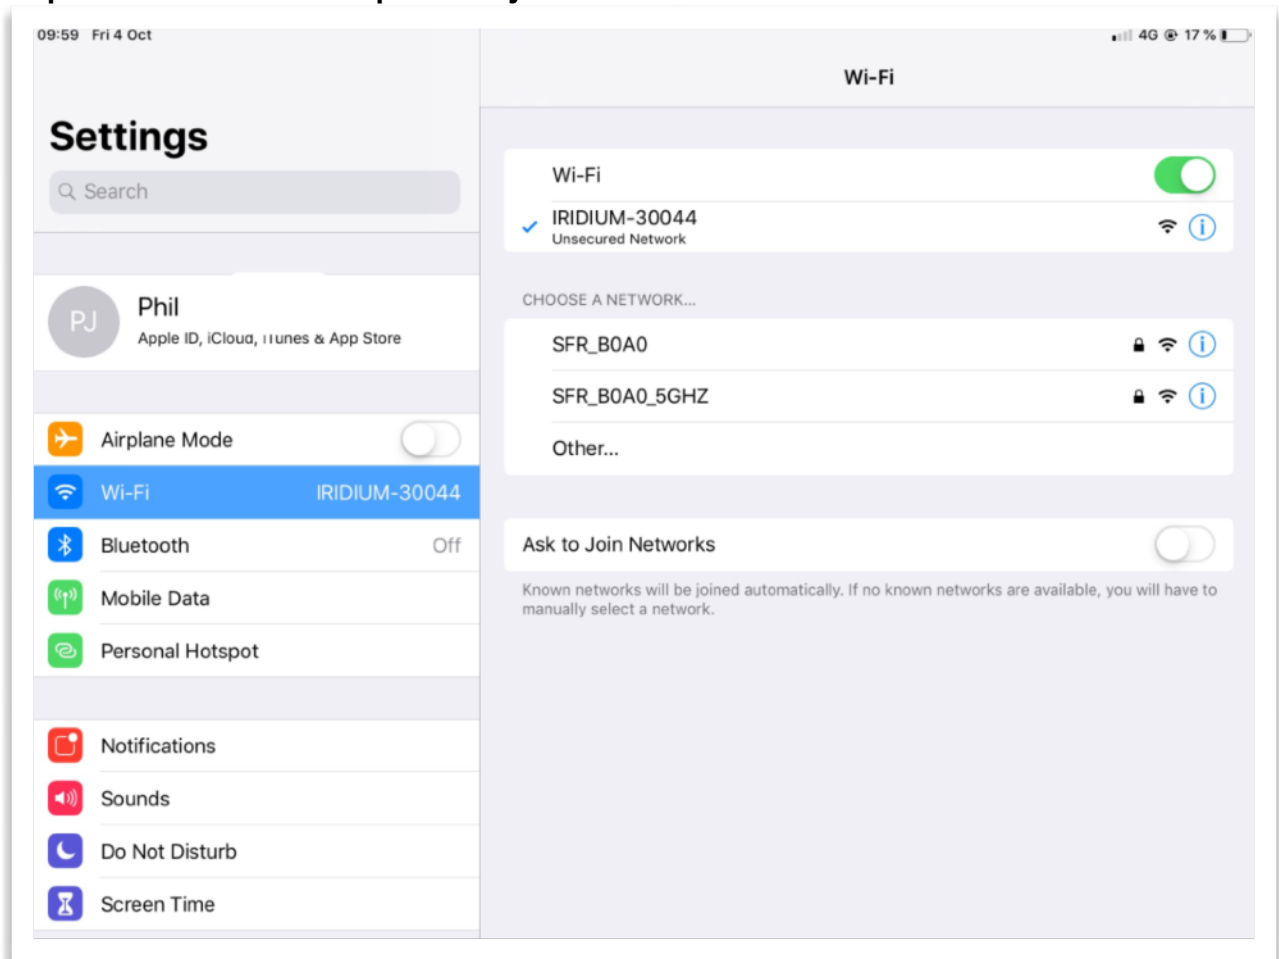 09:59 Fri 4 Oct
4G 17 %
Wi-Fi
Settings
Search
Wi-Fi
IRIDIUM-30044
Unsecured Network
CHOOSE A NETWORK...
PJ
Phil
Apple ID, iCloud, iTunes & App Store
SFR_B0A0
SFR_B0A0_5GHZ
Other...
Airplane Mode
Wi-Fi IRIDIUM-30044
Bluetooth Off
Mobile Data
Personal Hotspot
Ask to Join Networks
Known networks will be joined automatically. If no known networks are available, you will have to
manually select a network.
Notifications
Sounds
Do Not Disturb
Screen Time